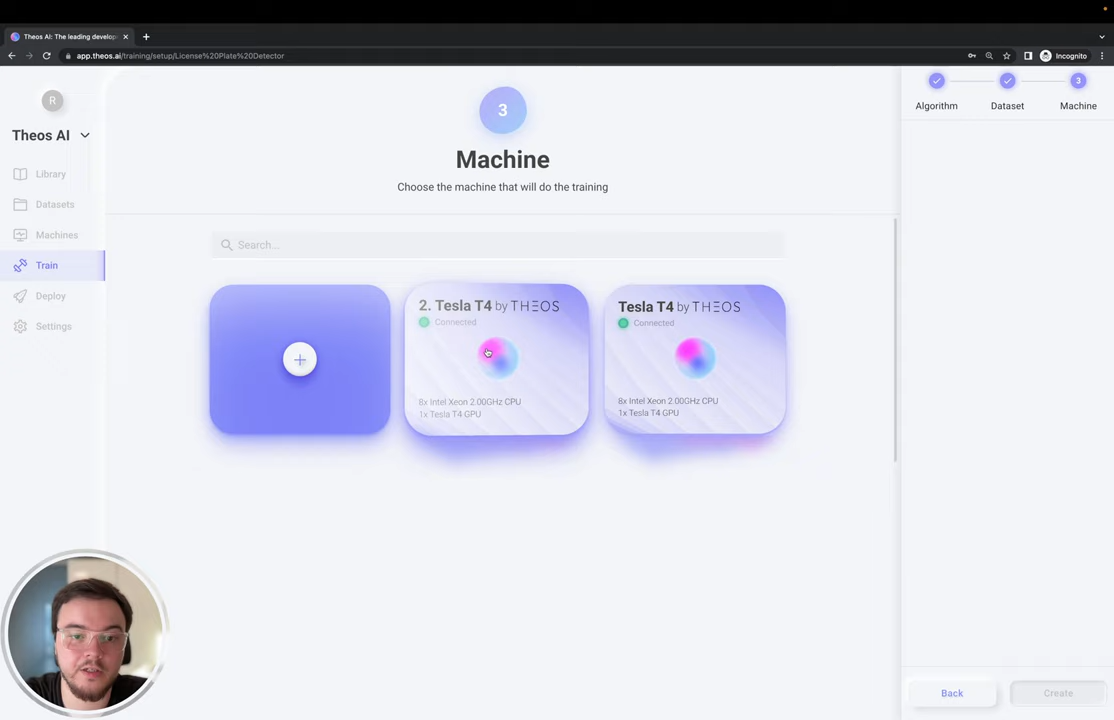 Theos AI: The leading develop
app.theos.ai/training/setup/License%20Plate%20Detector
Incognito
R
Theos AI
Library
Datasets
Machines
Train
Deploy
Settings
3
Machine
Choose the machine that will do the training
Search...
2. Tesla T4 by THEOS
Connected
8x Intel Xeon 2.00GHz CPU
1x Tesla T4 GPU
Tesla T4 by THEOS
Connected
8x Intel Xeon 2.00GHz CPU
1x Tesla T4 GPU
3
Algorithm
Dataset
Machine
Back
Create